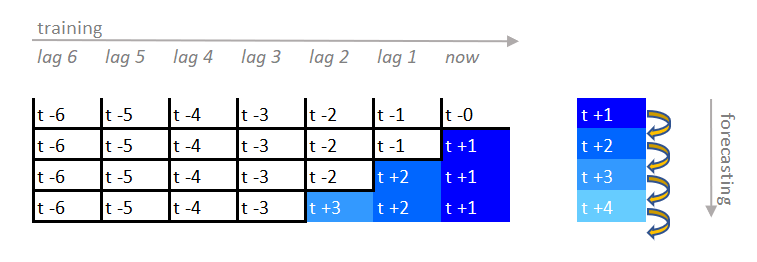 training
lag 6 lag 5 lag 4 lag 3 lag 2 lag 1 now
t -6 t -5 t -4 t -3 t -2 t -1 t -0 t +1
t -6 t -5 t -4 t -3 t -2 t -1 t +1 t +2
t -6 t -5 t -4 t -3 t -2 t +2 t +1 t +3
t -6 t -5 t -4 t -3 t +3 t +2 t +1 t +4
forecasting